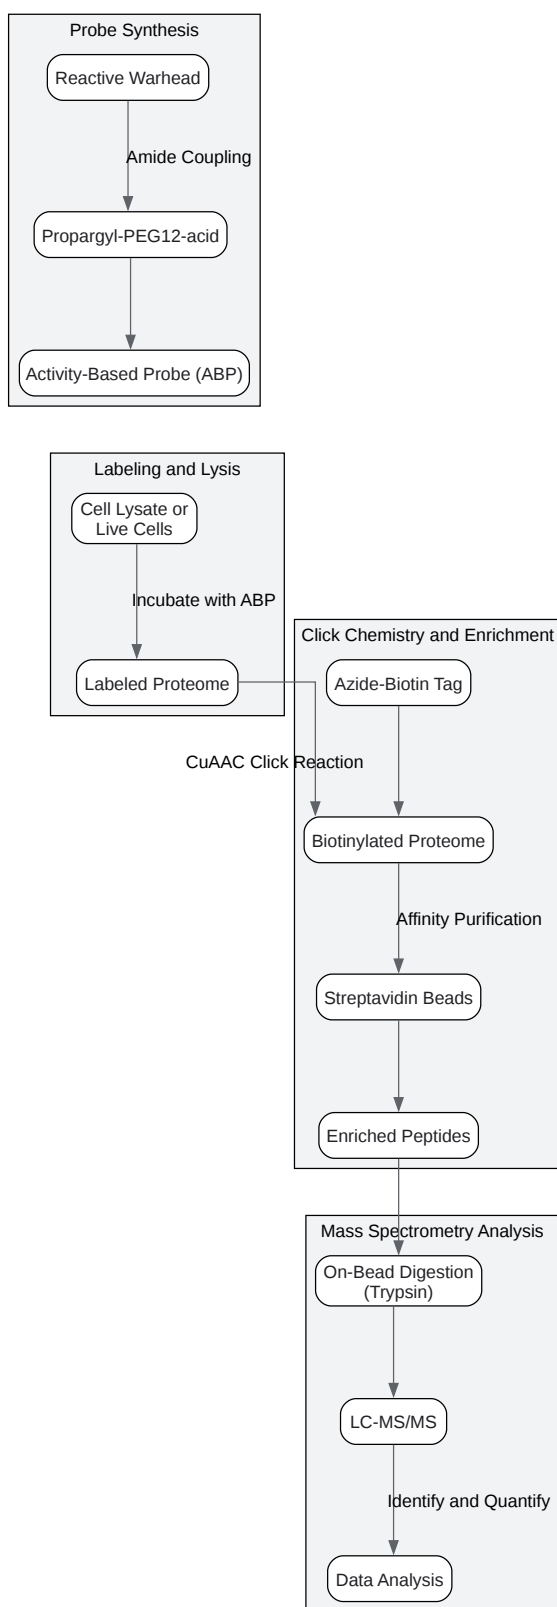 Probe Synthesis
Reactive Warhead
Amide Coupling
Propargyl-PEG12-acid
Activity-Based Probe (ABP)
Labeling and Lysis
Cell Lysate or
Live Cells
Incubate with ABP
Labeled Proteome
Click Chemistry and Enrichment
Azide-Biotin Tag
CuAAC Click Reaction
Biotinylated Proteome
Affinity Purification
Streptavidin Beads
Enriched Peptides
Mass Spectrometry Analysis
On-Bead Digestion
(Trypsin)
LC-MS/MS
Identify and Quantify
Data Analysis